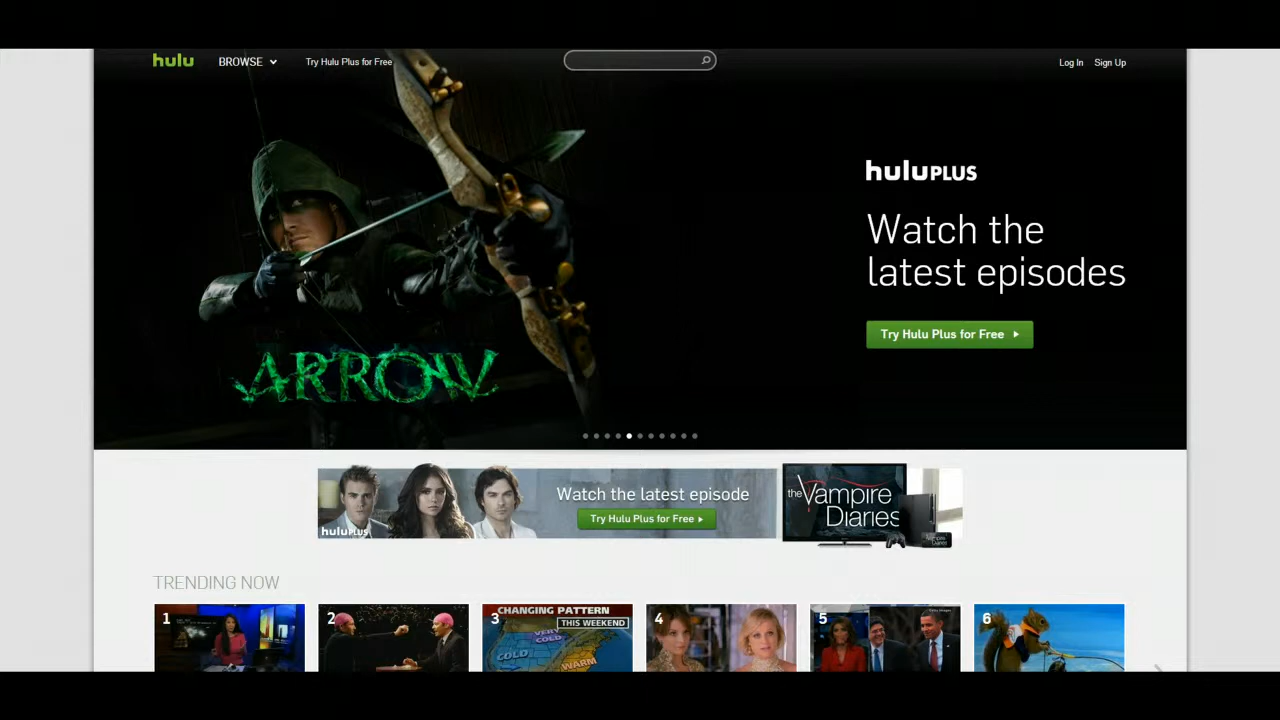 hulu BROWSE Try Hulu Plus for Free Log In Sign Up
huluPLUS
Watch the
latest episodes
Try Hulu Plus for Free
ARROW
Watch the latest episode
Try Hulu Plus for Free
huluPLUS
the Vampire
Diaries
TRENDING NOW
1 2 3 4 5 6
CHANGING PATTERN
THIS WEEKEND
VERY
COLD
COLD
WARM